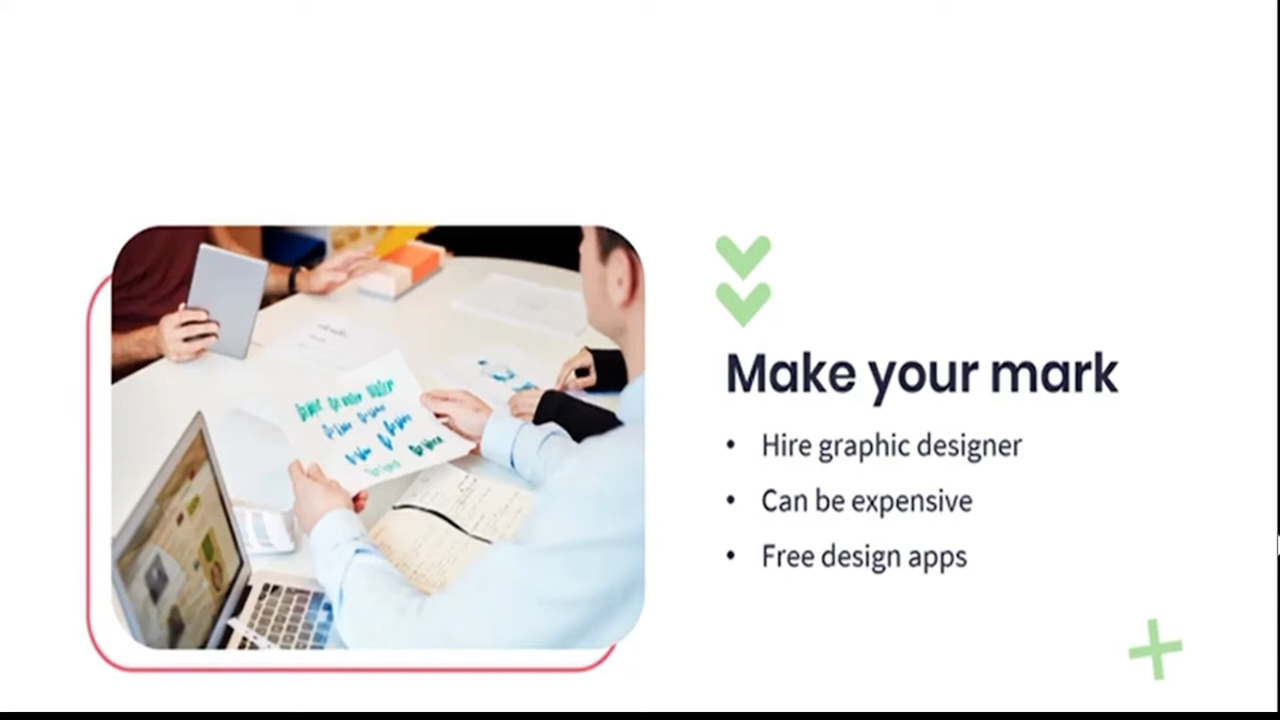 Make your mark
• Hire graphic designer
• Can be expensive
• Free design apps